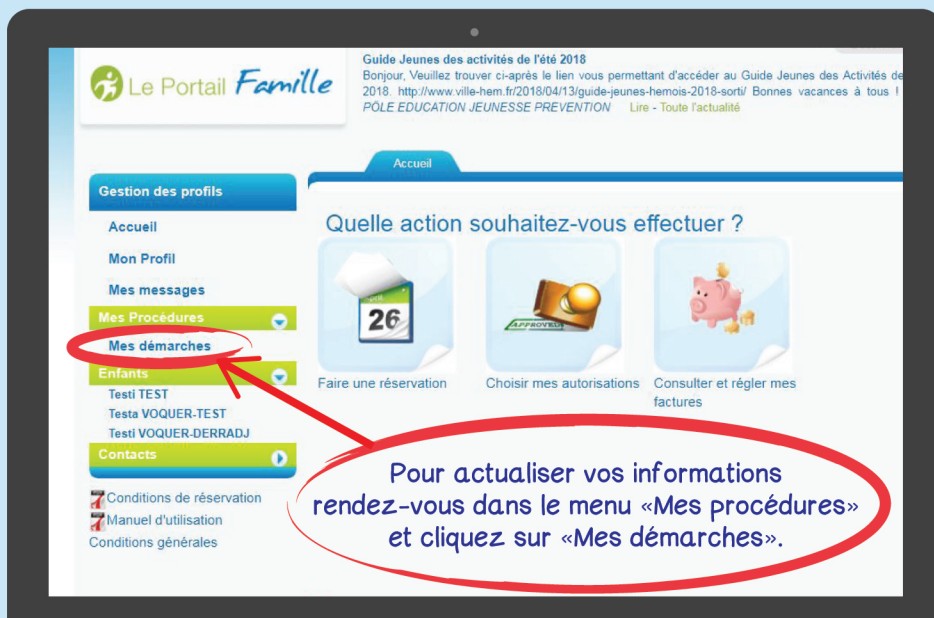 Le Portail Famille
Guide Jeunes des activités de l'été 2018
Bonjour, Veuillez trouver ci-après le lien vous permettant d'accéder au Guide Jeunes des Activités de
2018. http://www.ville-hem.fr/2018/04/13/guide-jeunes-hemois-2018-sorti/ Bonnes vacances à tous !
PÔLE EDUCATION JEUNESSE PREVENTION Lire - Toute l'actualité
Accueil
Gestion des profils
Accueil
Mon Profil
Mes messages
Mes Procédures
Mes démarches
Enfants
Testi TEST
Testa VOQUER-TEST
Testi VOQUER-DERRADJ
Contacts
Conditions de réservation
Manuel d'utilisation
Conditions générales
Quelle action souhaitez-vous effectuer ?
26
APPROVED
Faire une réservation
Choisir mes autorisations
Consulter et régler mes
factures
Pour actualiser vos informations
rendez-vous dans le menu «Mes procédures»
et cliquez sur «Mes démarches».